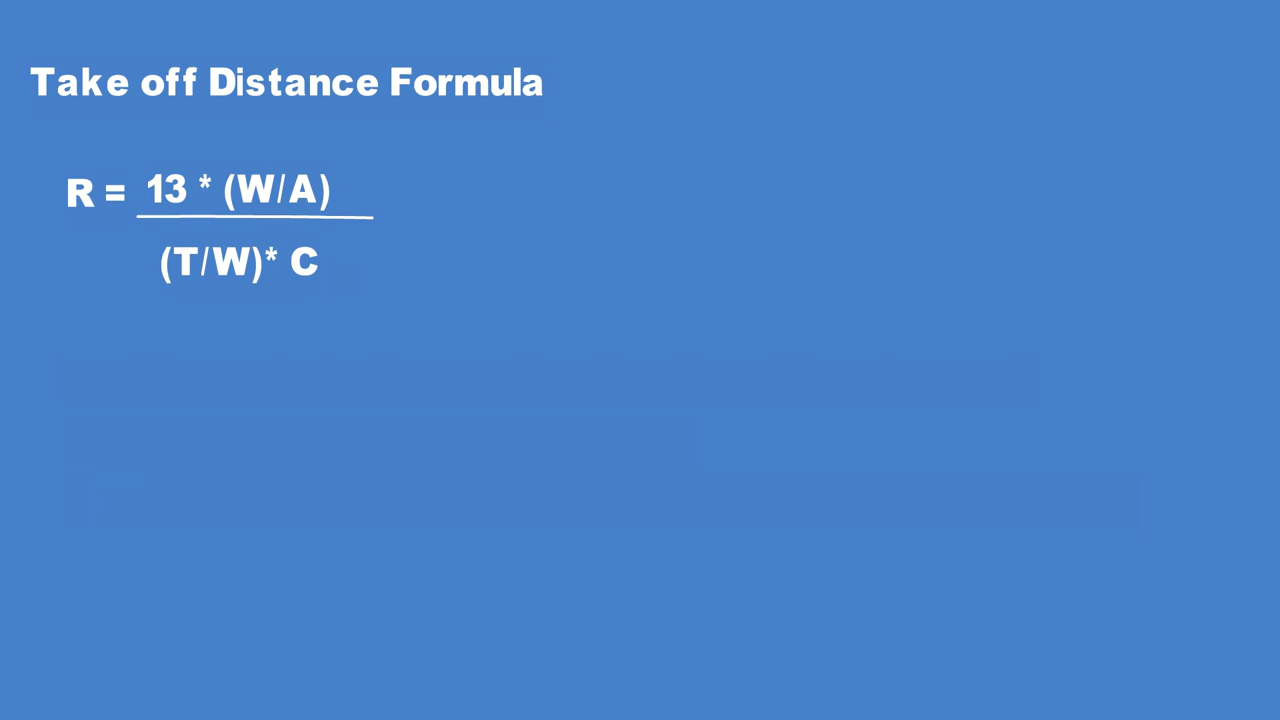 Take off Distance Formula
R = 13 * (W/A)
(T/W)* C